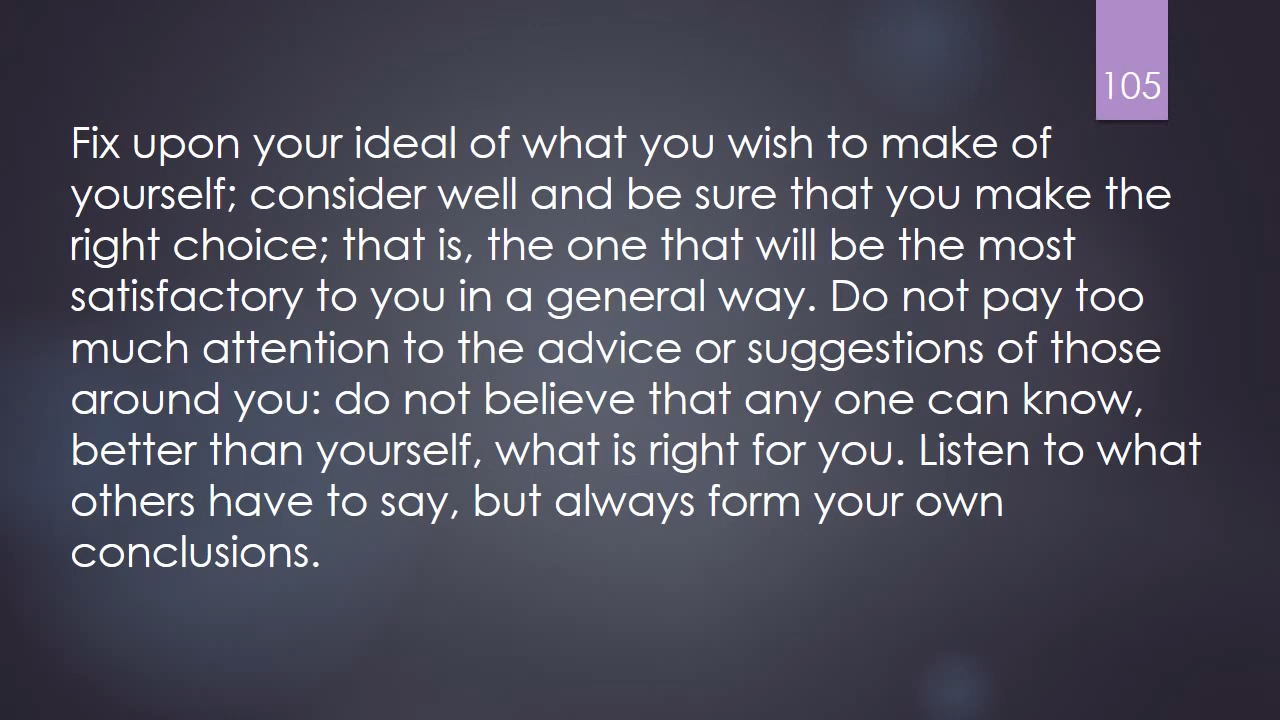 105
Fix upon your ideal of what you wish to make of
yourself; consider well and be sure that you make the
right choice; that is, the one that will be the most
satisfactory to you in a general way. Do not pay too
much attention to the advice or suggestions of those
around you: do not believe that any one can know,
better than yourself, what is right for you. Listen to what
others have to say, but always form your own
conclusions.